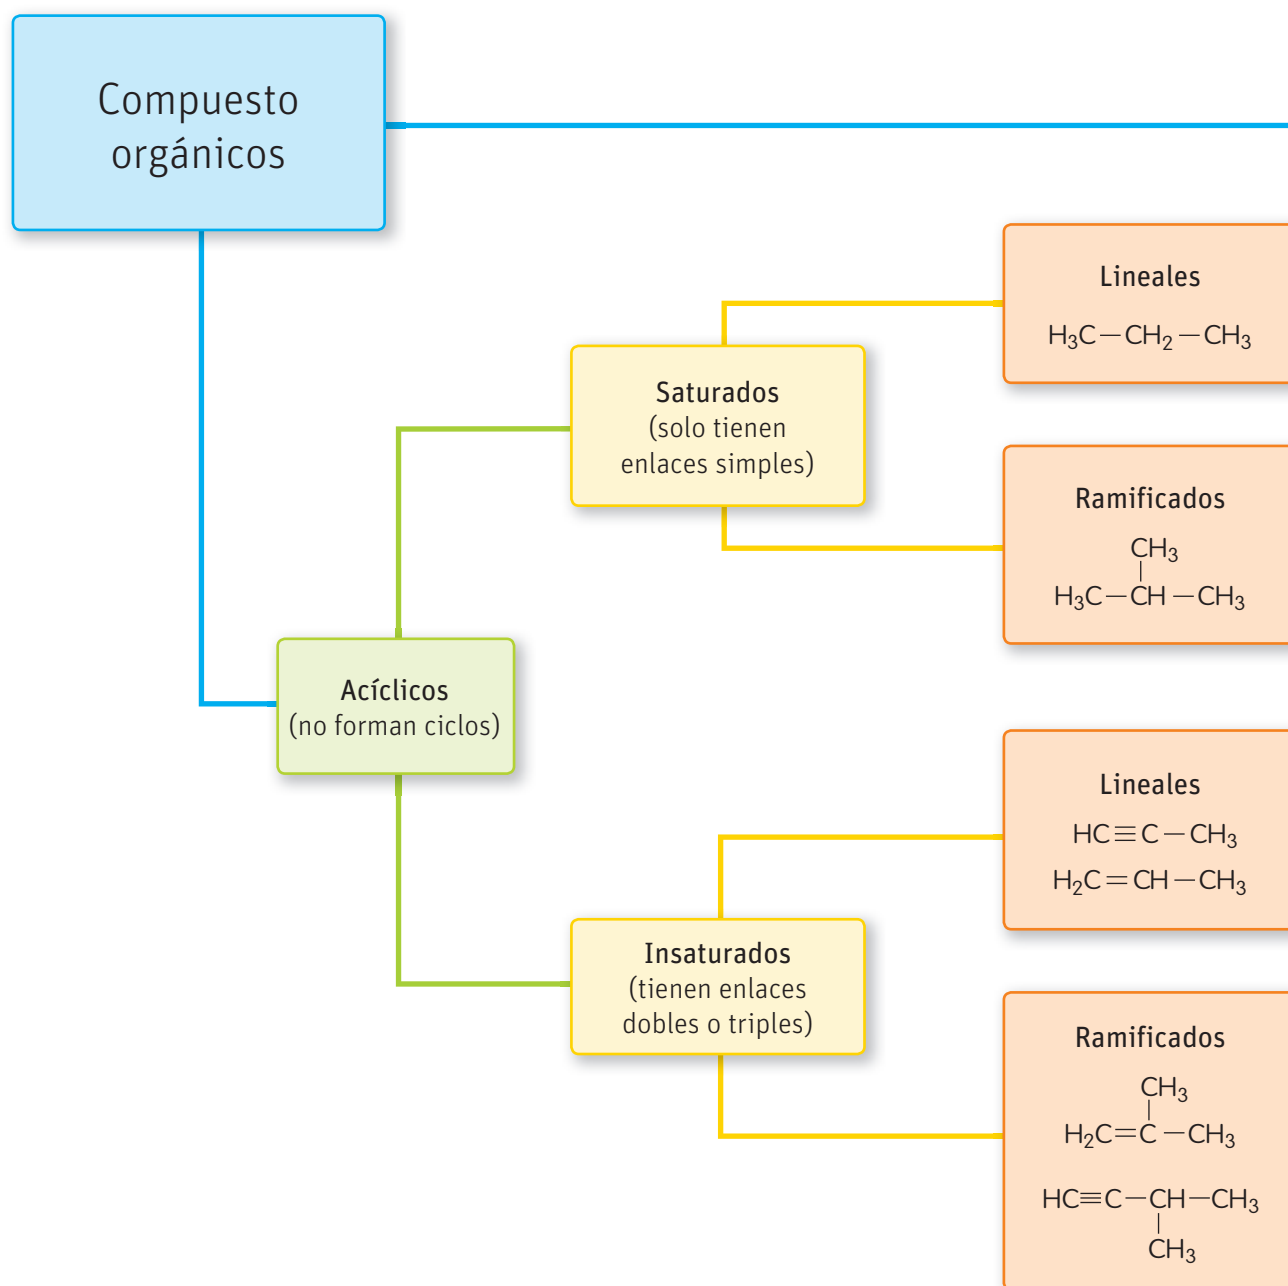 Compuesto
orgánicos
Lineales
H₃C—CH₂—CH₃
Saturados
(solo tienen
enlaces simples)
Ramificados
CH₃
H₃C—CH—CH₃
Acíclicos
(no forman ciclos)
Lineales
HC≡C—CH₃
H₂C=CH—CH₃
Insaturados
(tienen enlaces
dobles o triples)
Ramificados
CH₃
H₂C=C—CH₃
HC≡C—CH—CH₃
CH₃